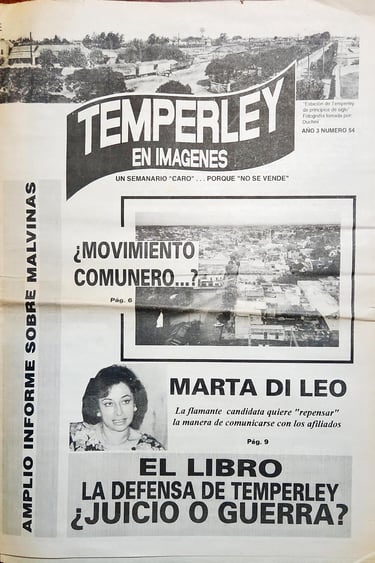 TEMPERLEY
EN IMAGENES
"Estación de Temperley
de principios de siglo"
Fotografía tomada por:
Duclós
AÑO 3 NUMERO 54
UN SEMANARIO "CARO" . . . PORQUE "NO SE VENDE"
AMPLIO INFORME SOBRE MALVINAS
¿MOVIMIENTO
COMUNERO...?
Pág. 6
MARTA DI LEO
La flamante candidata quiere "repensar"
la manera de comunicarse con los afiliados
Pág. 9
EL LIBRO
LA DEFENSA DE TEMPERLEY
¿JUICIO O GUERRA?